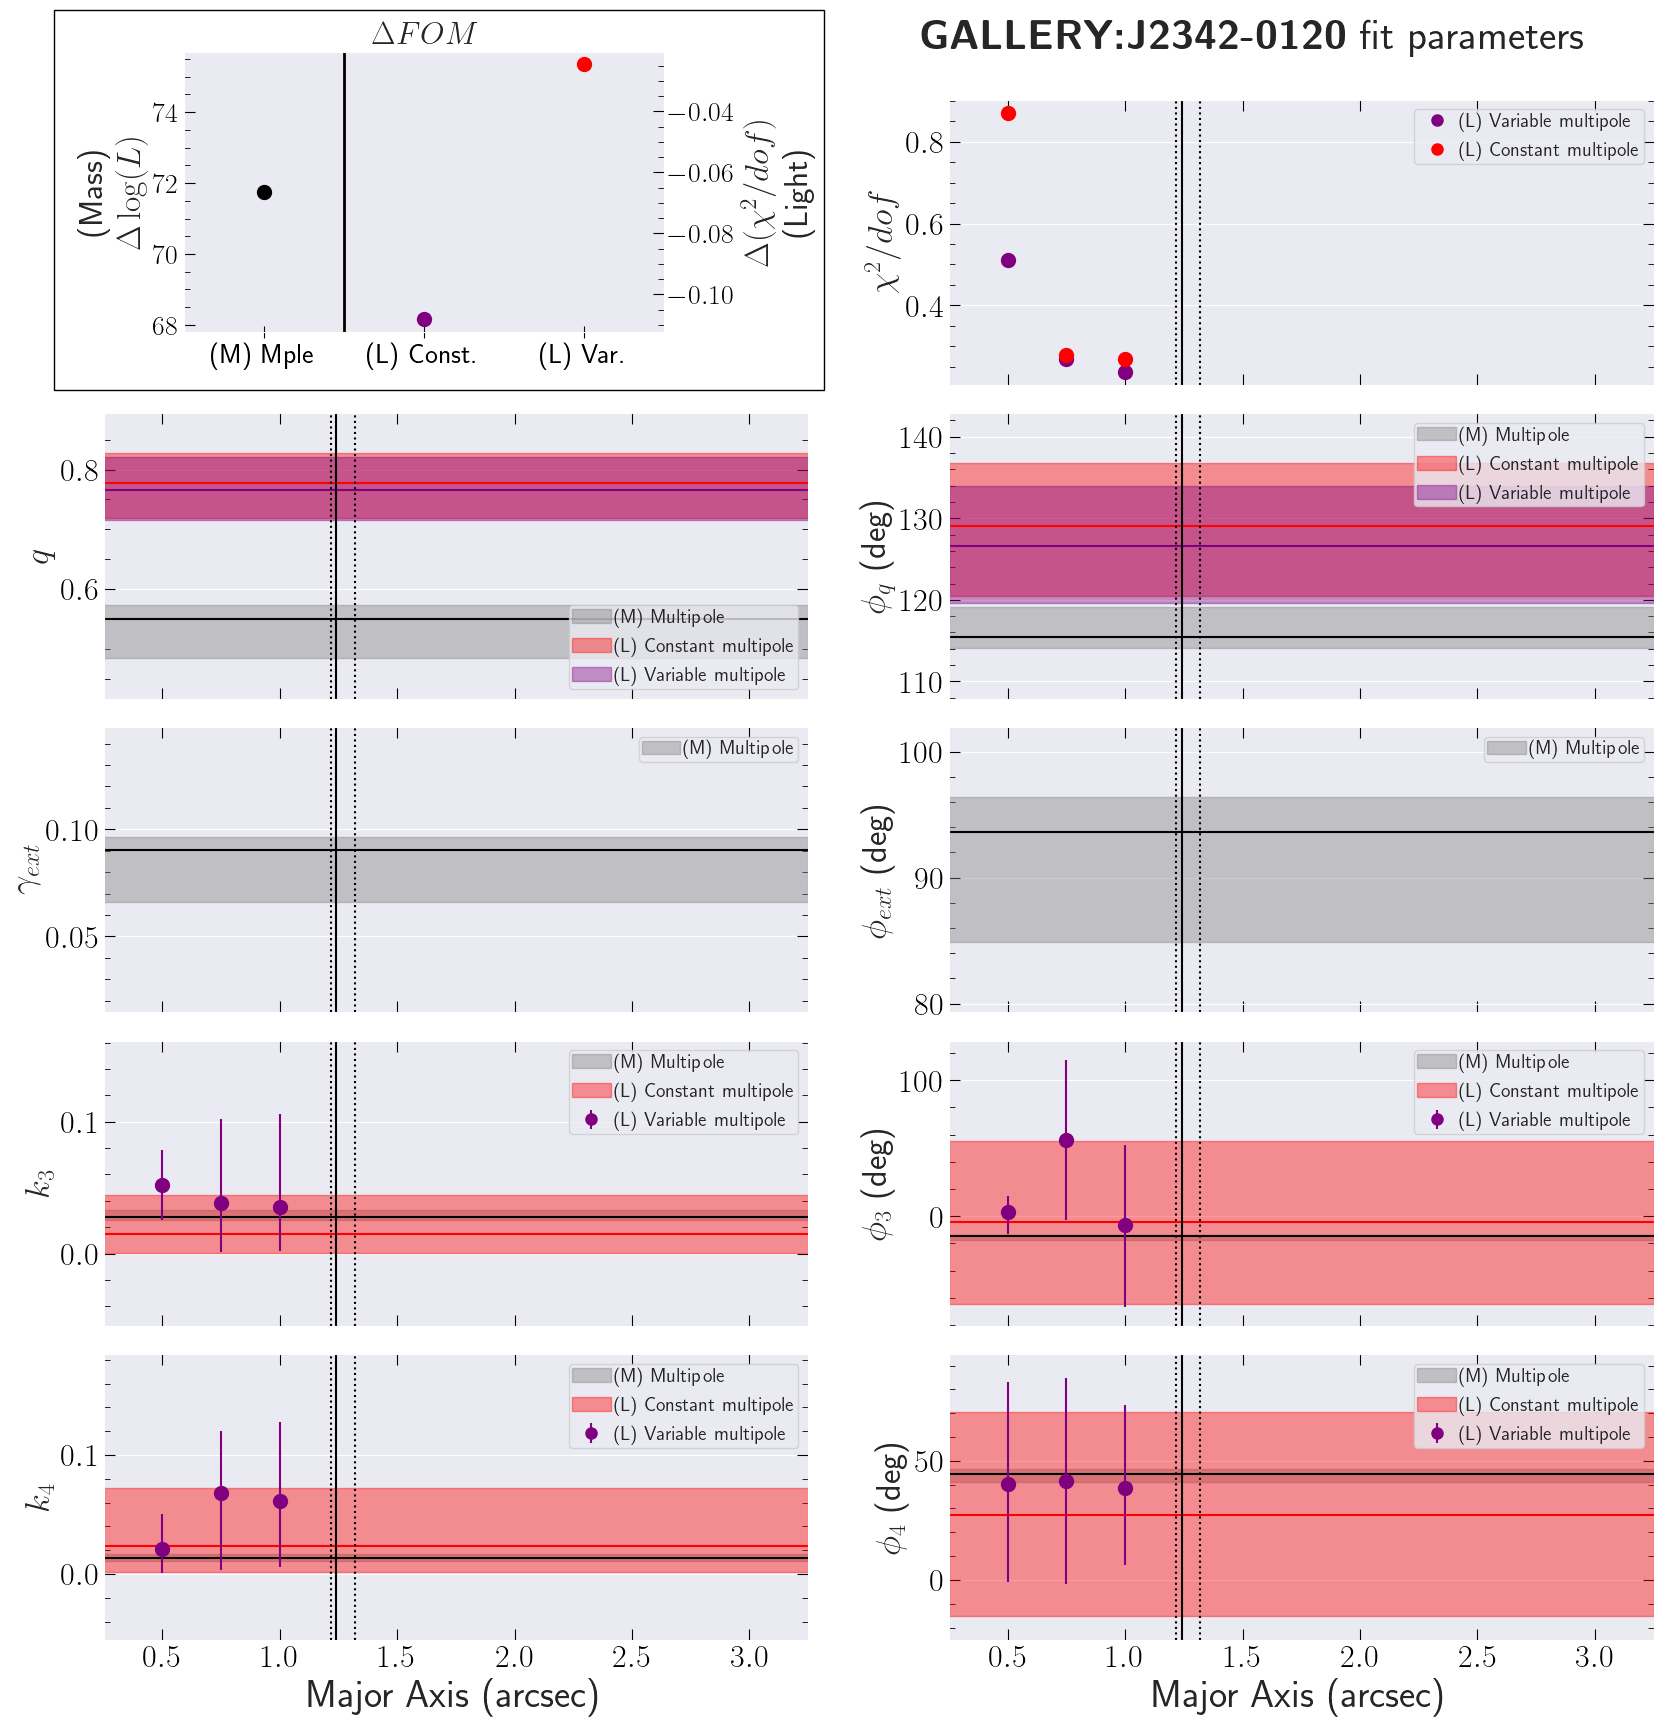 ΔFOM
GALLERY:J2342-0120 fit parameters
(Mass)
Δ log(L)
74
72
70
68
−0.04
−0.06
−0.08
−0.10
Δ(χ²/dof)
(Light)
(M) Mple
(L) Const.
(L) Var.
χ²/dof
0.8
0.6
0.4
(L) Variable multipole
(L) Constant multipole
q
0.8
0.6
(M) Multipole
(L) Constant multipole
(L) Variable multipole
ϕ_q (deg)
140
130
120
110
(M) Multipole
(L) Constant multipole
(L) Variable multipole
γ_ext
0.10
0.05
(M) Multipole
ϕ_ext (deg)
100
90
80
(M) Multipole
k₃
0.1
0.0
(M) Multipole
(L) Constant multipole
(L) Variable multipole
ϕ₃ (deg)
100
0
(M) Multipole
(L) Constant multipole
(L) Variable multipole
k₄
0.1
0.0
(M) Multipole
(L) Constant multipole
(L) Variable multipole
0.5 1.0 1.5 2.0 2.5 3.0
Major Axis (arcsec)
ϕ₄ (deg)
50
0
(M) Multipole
(L) Constant multipole
(L) Variable multipole
0.5 1.0 1.5 2.0 2.5 3.0
Major Axis (arcsec)